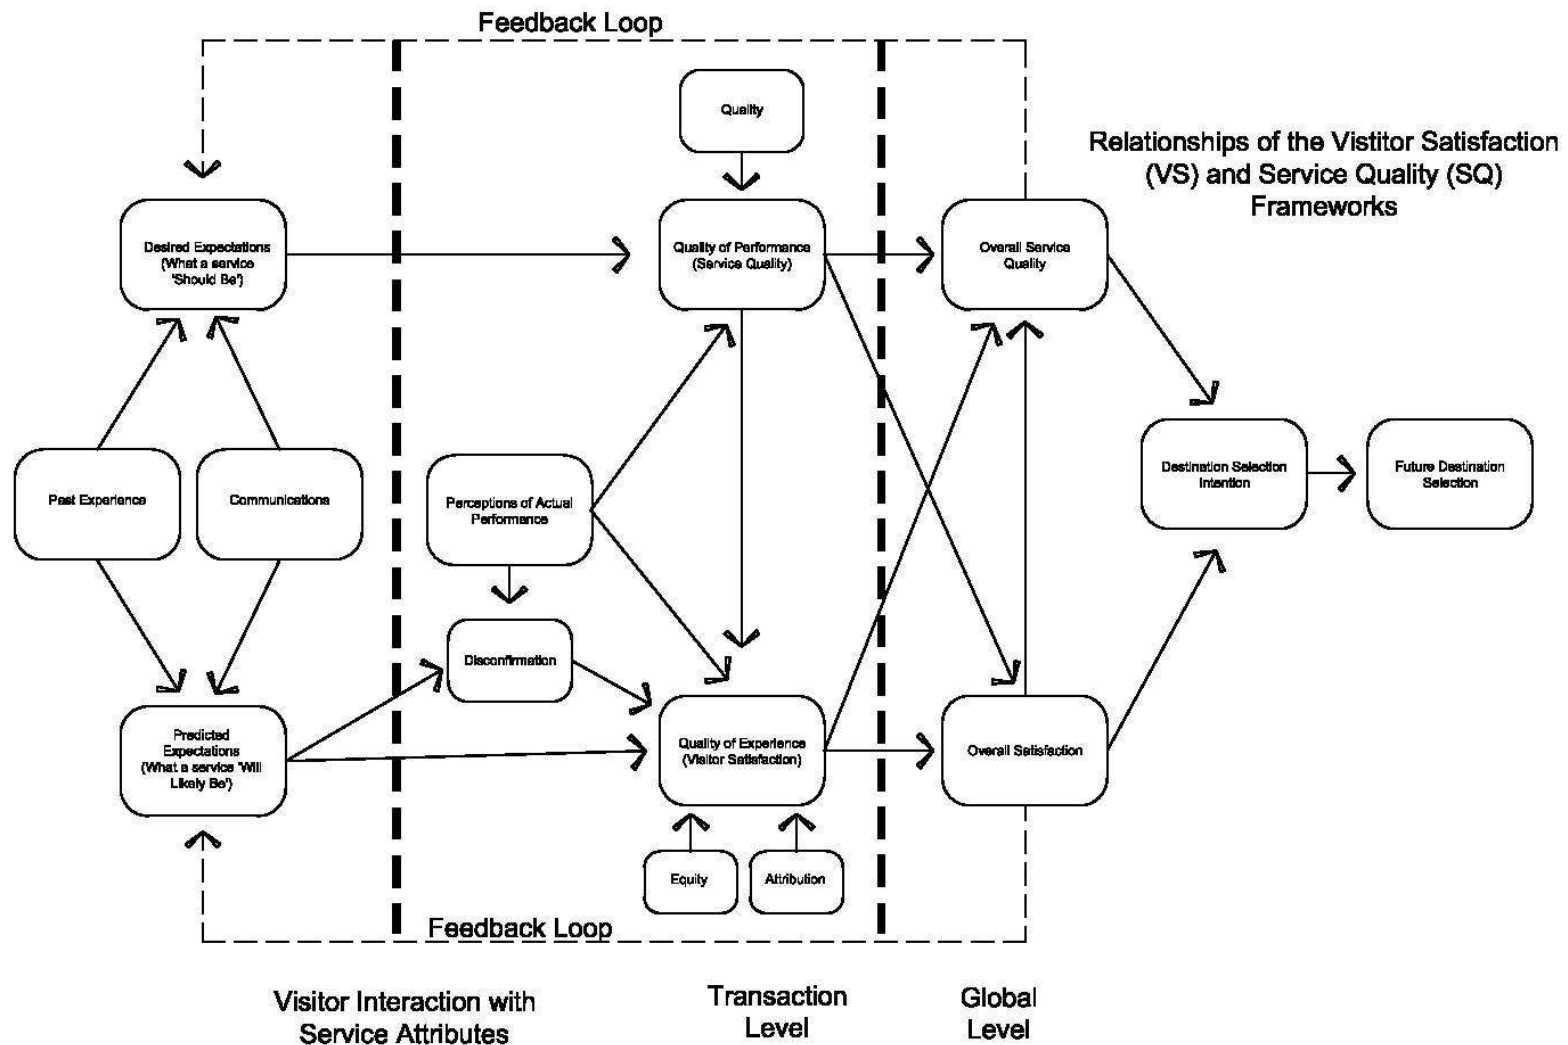 Feedback Loop
Quality
Relationships of the Vistitor Satisfaction
(VS) and Service Quality (SQ)
Frameworks
Desired Expectations
(What a service
'Should Be')
Quality of Performance
(Service Quality)
Overall Service
Quality
Past Experience
Communications
Perceptions of Actual
Performance
Destination Selection
Intention
Future Destination
Selection
Disconfirmation
Predicted
Expectations
(What a service 'Will
Likely Be')
Quality of Experience
(Visitor Satisfaction)
Overall Satisfaction
Equity
Attribution
Feedback Loop
Visitor Interaction with
Service Attributes
Transaction
Level
Global
Level